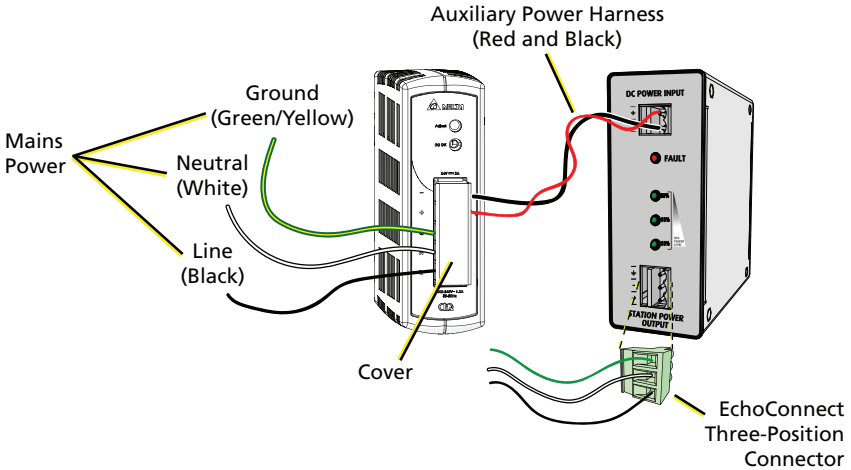 Auxiliary Power Harness
(Red and Black)
Ground
(Green/Yellow)
Mains
Power
Neutral
(White)
Line
(Black)
Cover
DC POWER INPUT
+
−
FAULT
STATION POWER
OUTPUT
EchoConnect
Three-Position
Connector
Adjust
−
+